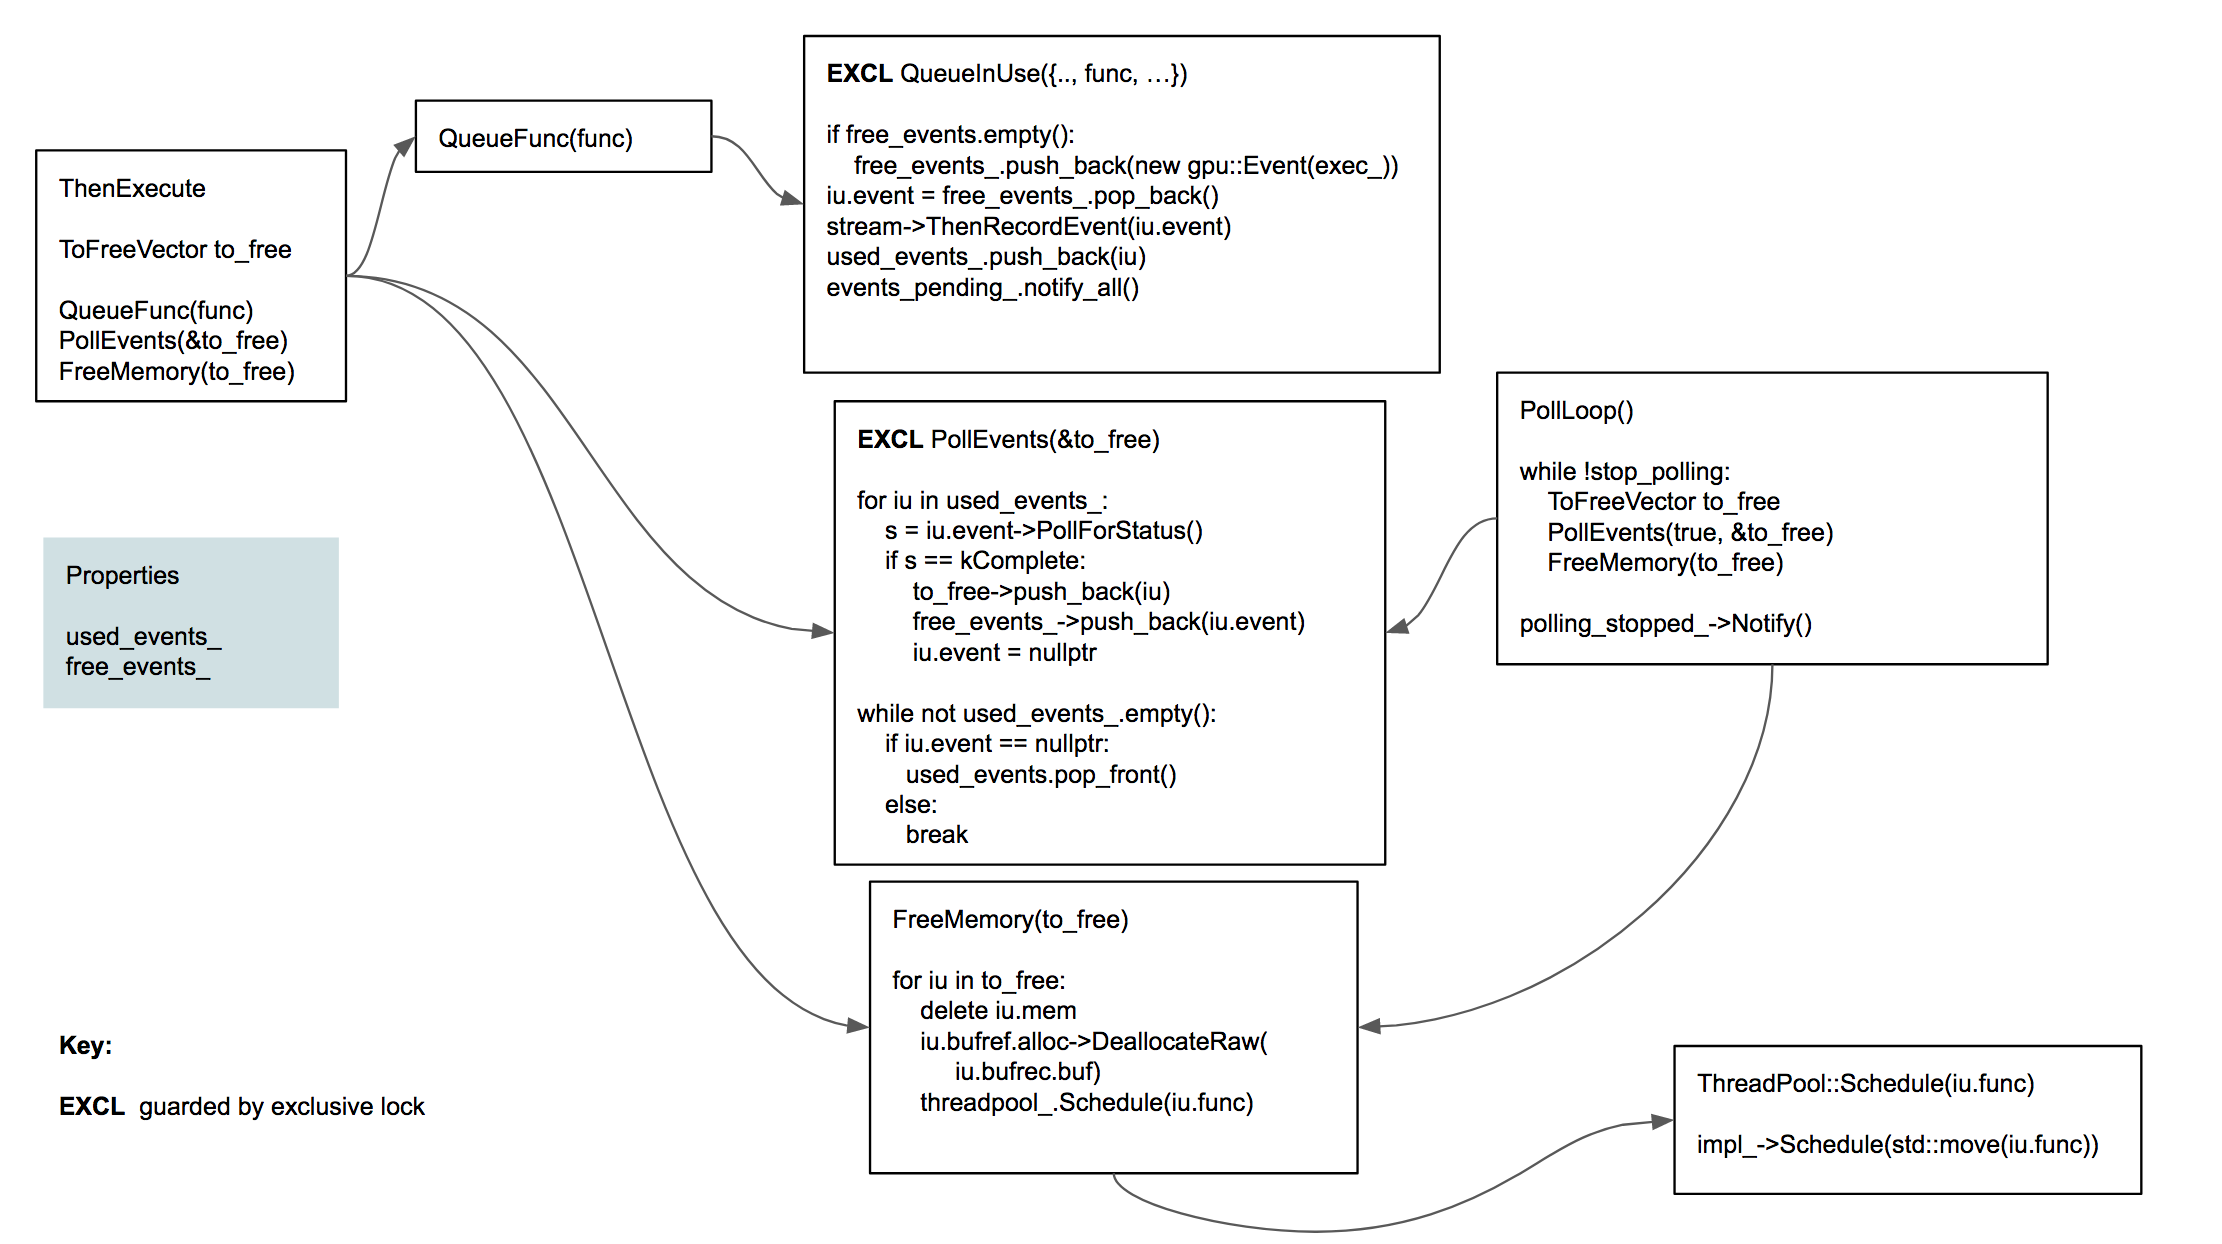 ThenExecute
ToFreeVector to_free
QueueFunc(func)
PollEvents(&to_free)
FreeMemory(to_free)
QueueFunc(func)
EXCL QueueInUse({.., func, …})
if free_events.empty():
free_events_.push_back(new gpu::Event(exec_))
iu.event = free_events_.pop_back()
stream->ThenRecordEvent(iu.event)
used_events_.push_back(iu)
events_pending_.notify_all()
EXCL PollEvents(&to_free)
for iu in used_events_:
s = iu.event->PollForStatus()
if s == kComplete:
to_free->push_back(iu)
free_events_->push_back(iu.event)
iu.event = nullptr
while not used_events_.empty():
if iu.event == nullptr:
used_events.pop_front()
else:
break
PollLoop()
while !stop_polling:
ToFreeVector to_free
PollEvents(true, &to_free)
FreeMemory(to_free)
polling_stopped_->Notify()
Properties
used_events_
free_events_
FreeMemory(to_free)
for iu in to_free:
delete iu.mem
iu.bufref.alloc->DeallocateRaw(
iu.bufrec.buf)
threadpool_.Schedule(iu.func)
ThreadPool::Schedule(iu.func)
impl_->Schedule(std::move(iu.func))
Key:
EXCL guarded by exclusive lock